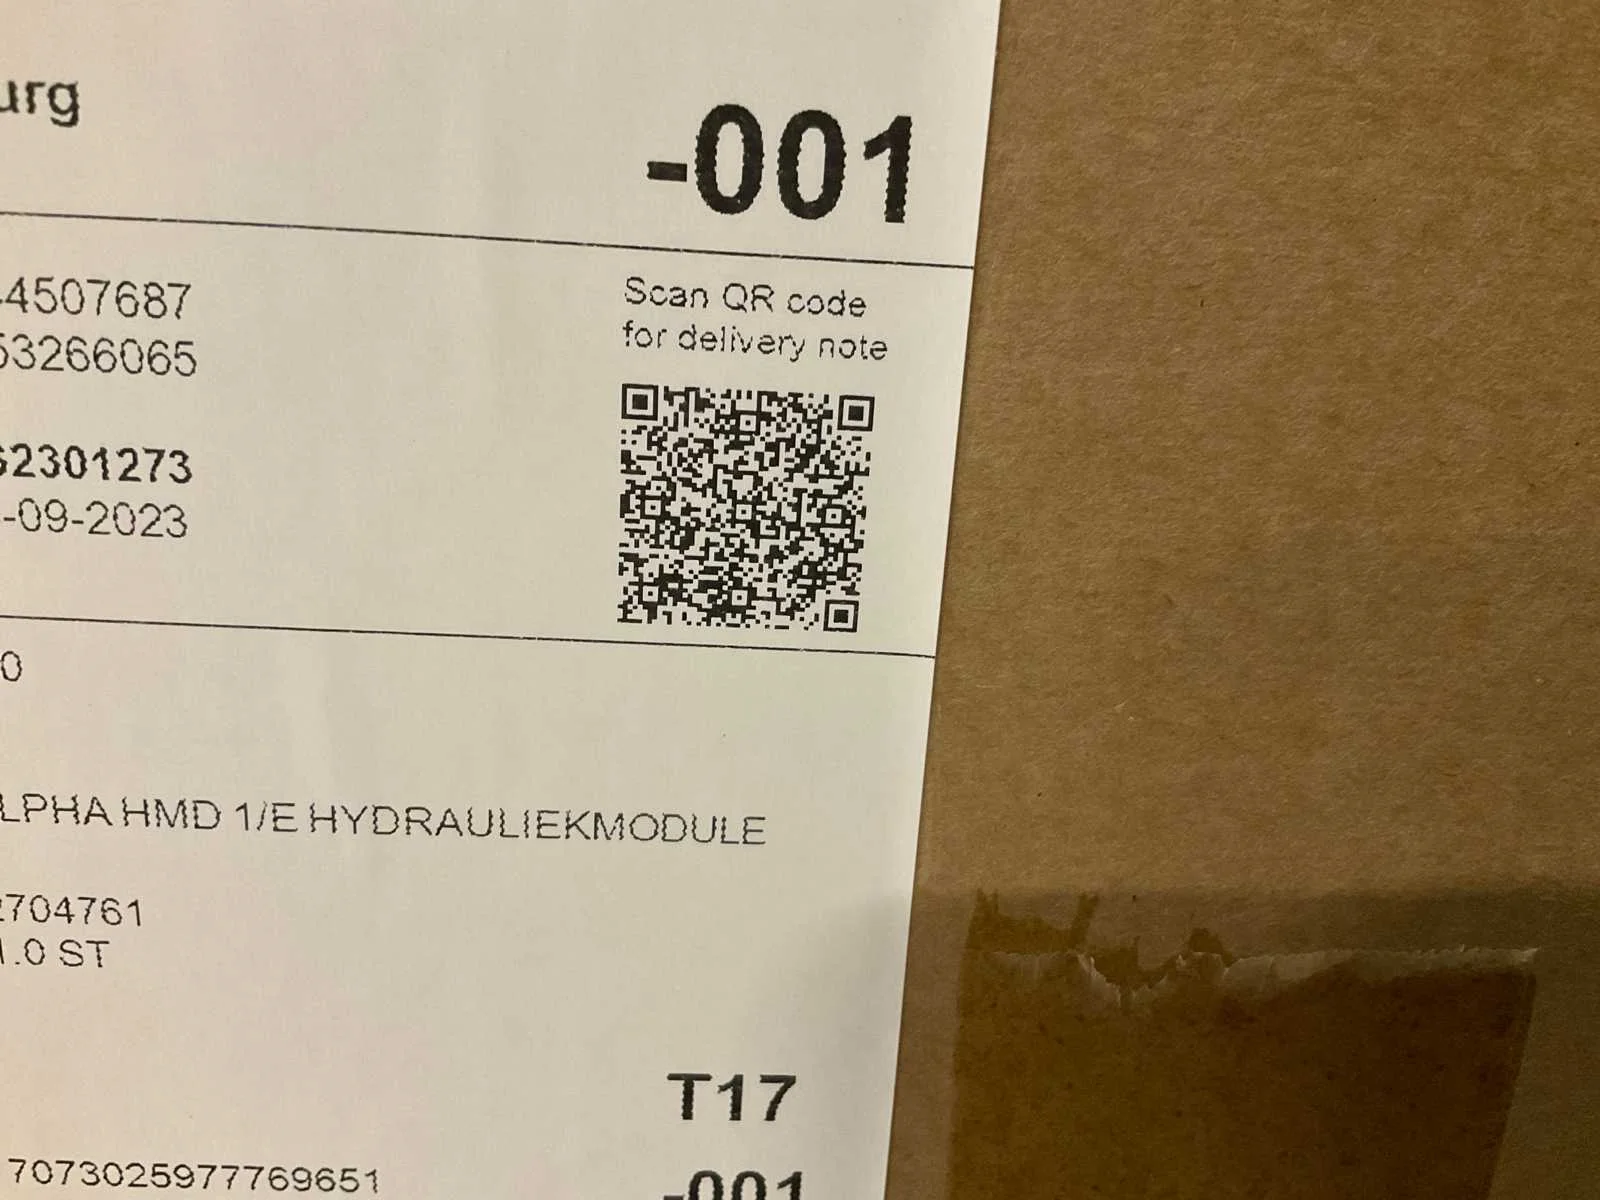 urg
-001
4507687
53266065
Scan QR code
for delivery note
62301273
-09-2023
0
LPHA HMD 1/E HYDRAULIEKMODULE
704761
1.0 ST
T17
7073025977769651
-001